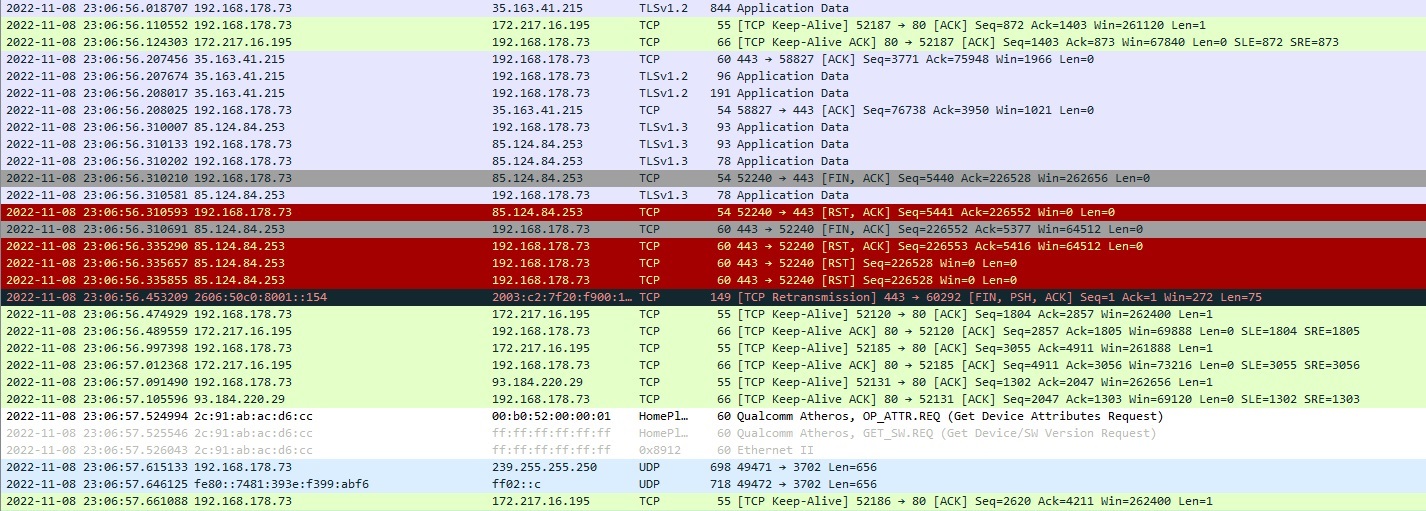 2022-11-08 23:06:56.018707 192.168.178.73 35.163.41.215 TLSv1.2 844 Application Data
2022-11-08 23:06:56.110552 192.168.178.73 172.217.16.195 TCP 55 [TCP Keep-Alive] 52187 → 80 [ACK] Seq=872 Ack=1403 Win=261120 Len=1
2022-11-08 23:06:56.124303 172.217.16.195 192.168.178.73 TCP 66 [TCP Keep-Alive ACK] 80 → 52187 [ACK] Seq=1403 Ack=873 Win=67840 Len=0 SLE=872 SRE=873
2022-11-08 23:06:56.207456 35.163.41.215 192.168.178.73 TCP 60 443 → 58827 [ACK] Seq=3771 Ack=75948 Win=1966 Len=0
2022-11-08 23:06:56.207674 35.163.41.215 192.168.178.73 TLSv1.2 96 Application Data
2022-11-08 23:06:56.208017 35.163.41.215 192.168.178.73 TLSv1.2 191 Application Data
2022-11-08 23:06:56.208025 192.168.178.73 35.163.41.215 TCP 54 58827 → 443 [ACK] Seq=76738 Ack=3950 Win=1021 Len=0
2022-11-08 23:06:56.310007 85.124.84.253 192.168.178.73 TLSv1.3 93 Application Data
2022-11-08 23:06:56.310133 192.168.178.73 85.124.84.253 TLSv1.3 93 Application Data
2022-11-08 23:06:56.310202 192.168.178.73 85.124.84.253 TLSv1.3 78 Application Data
2022-11-08 23:06:56.310210 192.168.178.73 85.124.84.253 TCP 54 52240 → 443 [FIN, ACK] Seq=5440 Ack=226528 Win=262656 Len=0
2022-11-08 23:06:56.310581 85.124.84.253 192.168.178.73 TLSv1.3 78 Application Data
2022-11-08 23:06:56.310593 192.168.178.73 85.124.84.253 TCP 54 52240 → 443 [RST, ACK] Seq=5441 Ack=226552 Win=0 Len=0
2022-11-08 23:06:56.310691 85.124.84.253 192.168.178.73 TCP 60 443 → 52240 [FIN, ACK] Seq=226552 Ack=5377 Win=64512 Len=0
2022-11-08 23:06:56.335290 85.124.84.253 192.168.178.73 TCP 60 443 → 52240 [RST, ACK] Seq=226553 Ack=5416 Win=64512 Len=0
2022-11-08 23:06:56.335657 85.124.84.253 192.168.178.73 TCP 60 443 → 52240 [RST] Seq=226528 Win=0 Len=0
2022-11-08 23:06:56.335855 85.124.84.253 192.168.178.73 TCP 60 443 → 52240 [RST] Seq=226528 Win=0 Len=0
2022-11-08 23:06:56.453209 2606:50c0:8001::154 2003:c2:7f20:f900:1… TCP 149 [TCP Retransmission] 443 → 60292 [FIN, PSH, ACK] Seq=1 Ack=1 Win=272 Len=75
2022-11-08 23:06:56.474929 192.168.178.73 172.217.16.195 TCP 55 [TCP Keep-Alive] 52120 → 80 [ACK] Seq=1804 Ack=2857 Win=262400 Len=1
2022-11-08 23:06:56.489559 172.217.16.195 192.168.178.73 TCP 66 [TCP Keep-Alive ACK] 80 → 52120 [ACK] Seq=2857 Ack=1805 Win=69888 Len=0 SLE=1804 SRE=1805
2022-11-08 23:06:56.997398 192.168.178.73 172.217.16.195 TCP 55 [TCP Keep-Alive] 52185 → 80 [ACK] Seq=3055 Ack=4911 Win=261888 Len=1
2022-11-08 23:06:57.012368 172.217.16.195 192.168.178.73 TCP 66 [TCP Keep-Alive ACK] 80 → 52185 [ACK] Seq=4911 Ack=3056 Win=73216 Len=0 SLE=3055 SRE=3056
2022-11-08 23:06:57.091490 192.168.178.73 93.184.220.29 TCP 55 [TCP Keep-Alive] 52131 → 80 [ACK] Seq=1302 Ack=2047 Win=262656 Len=1
2022-11-08 23:06:57.105596 93.184.220.29 192.168.178.73 TCP 66 [TCP Keep-Alive ACK] 80 → 52131 [ACK] Seq=2047 Ack=1303 Win=69120 Len=0 SLE=1302 SRE=1303
2022-11-08 23:06:57.524994 2c:91:ab:ac:d6:cc 00:b0:52:00:00:01 HomePl… 60 Qualcomm Atheros, OP_ATTR.REQ (Get Device Attributes Request)
2022-11-08 23:06:57.525546 2c:91:ab:ac:d6:cc ff:ff:ff:ff:ff:ff HomePl… 60 Qualcomm Atheros, GET_SW.REQ (Get Device/SW Version Request)
2022-11-08 23:06:57.526043 2c:91:ab:ac:d6:cc ff:ff:ff:ff:ff:ff 0x8912 60 Ethernet II
2022-11-08 23:06:57.615133 192.168.178.73 239.255.255.250 UDP 698 49471 → 3702 Len=656
2022-11-08 23:06:57.646125 fe80::7481:393e:f399:abf6 ff02::c UDP 718 49472 → 3702 Len=656
2022-11-08 23:06:57.661088 192.168.178.73 172.217.16.195 TCP 55 [TCP Keep-Alive] 52186 → 80 [ACK] Seq=2620 Ack=4211 Win=262400 Len=1